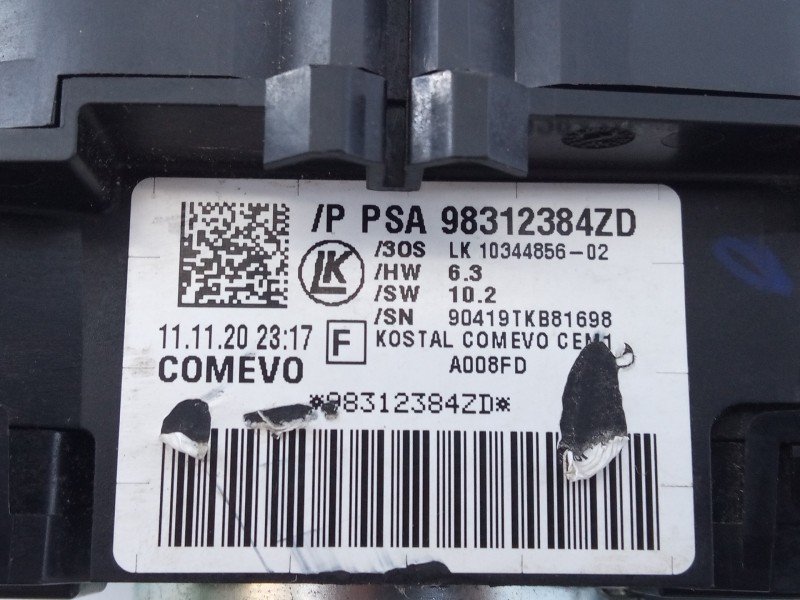 /P PSA 98312384ZD
/3OS LK 10344856-02
LK
/HW 6.3
/SW 10.2
/SN 90419TKB81698
11.11.20 23:17 F KOSTAL COMEVO CEM1
COMEVO A008FD
*98312384ZD*